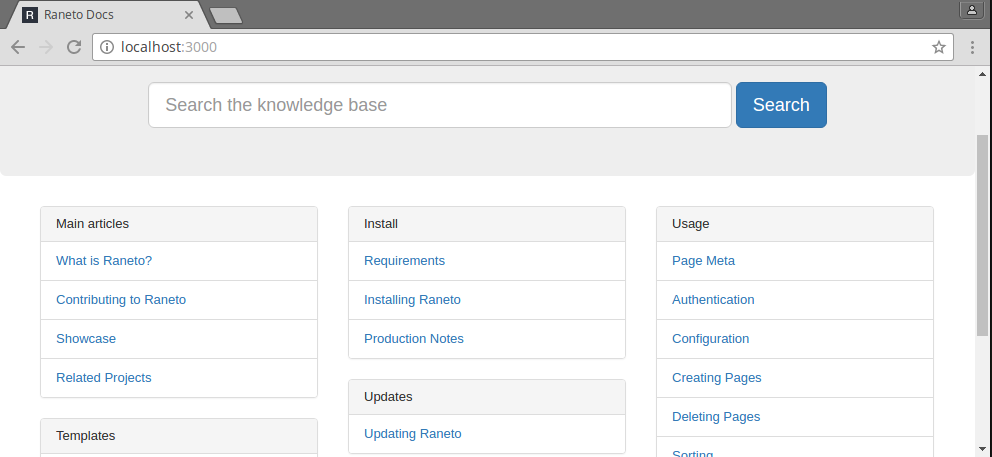 Raneto Docs
localhost:3000
Search the knowledge base
Search
Main articles
What is Raneto?
Contributing to Raneto
Showcase
Related Projects
Templates
Install
Requirements
Installing Raneto
Production Notes
Updates
Updating Raneto
Usage
Page Meta
Authentication
Configuration
Creating Pages
Deleting Pages
Sorting